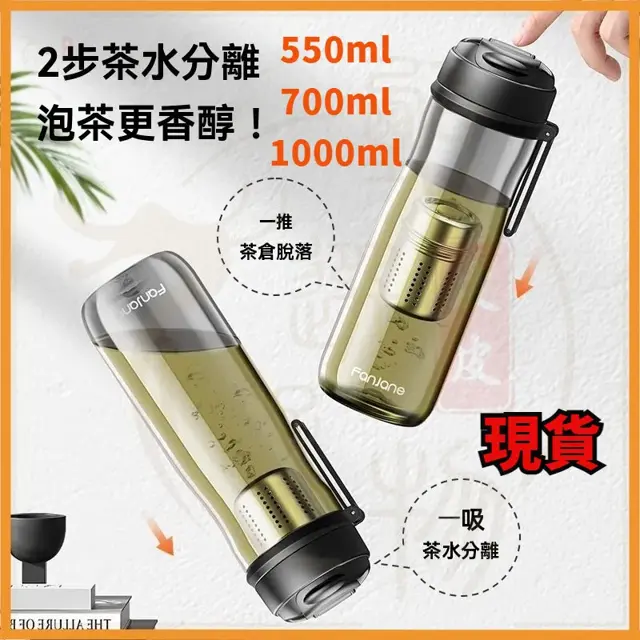 2步茶水分離
泡茶更香醇！
550ml
700ml
1000ml
一推
茶倉脫落
FanJane
FanJan
現貨
一吸
茶水分離
THE ALLURE OF